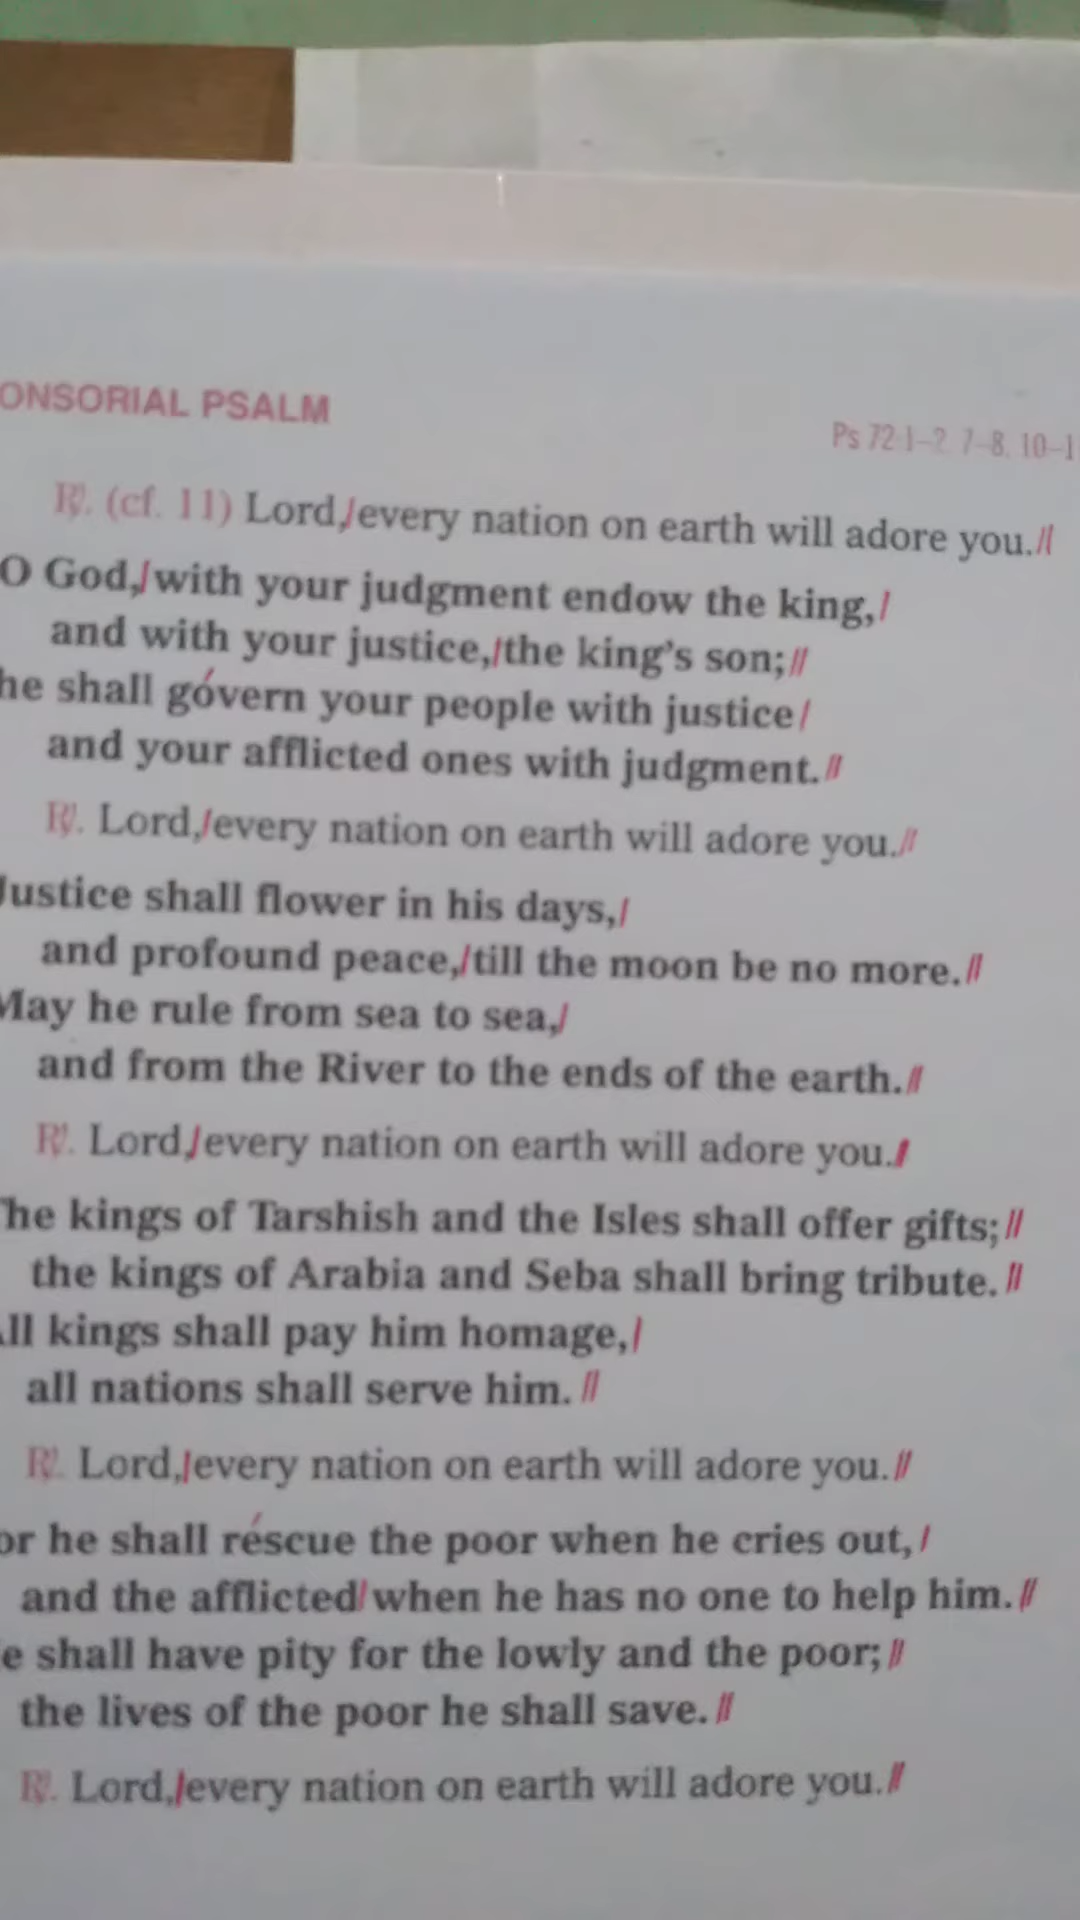 ONSORIAL PSALM
Ps 72:1–2, 7–8, 10–1
℟. (cf. 11) Lord,/every nation on earth will adore you.//
O God,/with your judgment endow the king,/
and with your justice,/the king's son;//
he shall góvern your people with justice/
and your afflicted ones with judgment.//
℟. Lord,/every nation on earth will adore you.//
Justice shall flower in his days,/
and profound peace,/till the moon be no more.//
May he rule from sea to sea,/
and from the River to the ends of the earth.//
℟. Lord,/every nation on earth will adore you.//
The kings of Tarshish and the Isles shall offer gifts;//
the kings of Arabia and Seba shall bring tribute.//
ll kings shall pay him homage,/
all nations shall serve him.//
℟. Lord,/every nation on earth will adore you.//
or he shall réscue the poor when he cries out,/
and the afflicted/when he has no one to help him.//
e shall have pity for the lowly and the poor;//
the lives of the poor he shall save.//
℟. Lord,/every nation on earth will adore you.//